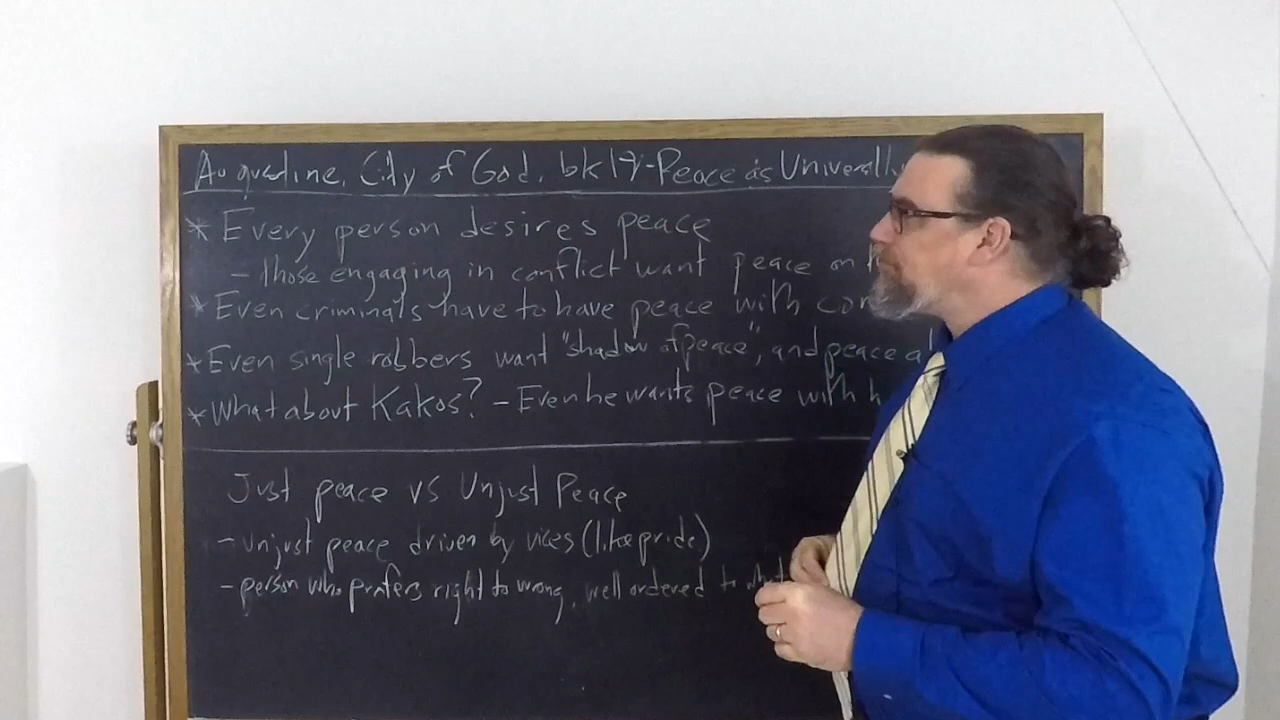 Augustine, City of God, bk 19-Peace as Universally
* Every person desires peace
- those engaging in conflict want peace on
* Even criminals have to have peace with
* Even single robbers want "shadow of peace", and peace
* What about Kakos? - Even he wants peace with
Just peace vs Unjust Peace
- unjust peace driven by vices (like pride)
- person who prefers right to wrong, well ordered to